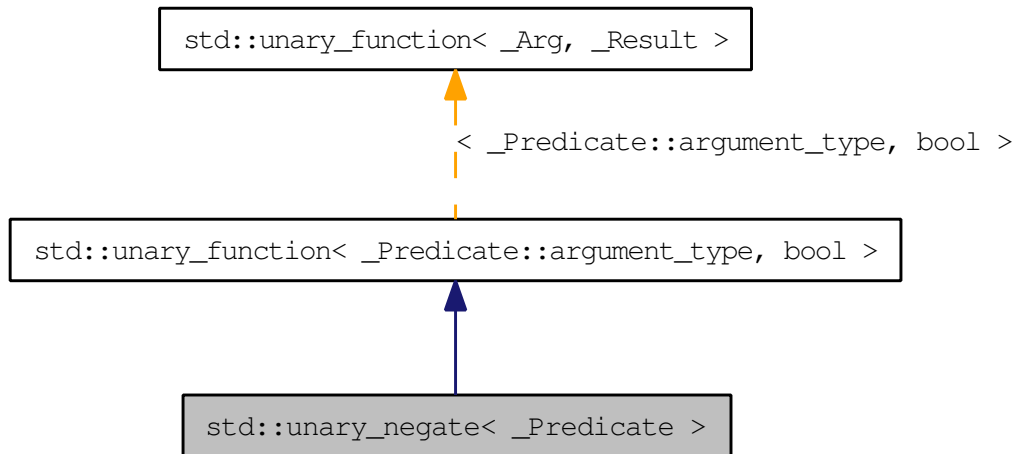 std::unary_function< _Arg, _Result >
< _Predicate::argument_type, bool >
std::unary_function< _Predicate::argument_type, bool >
std::unary_negate< _Predicate >